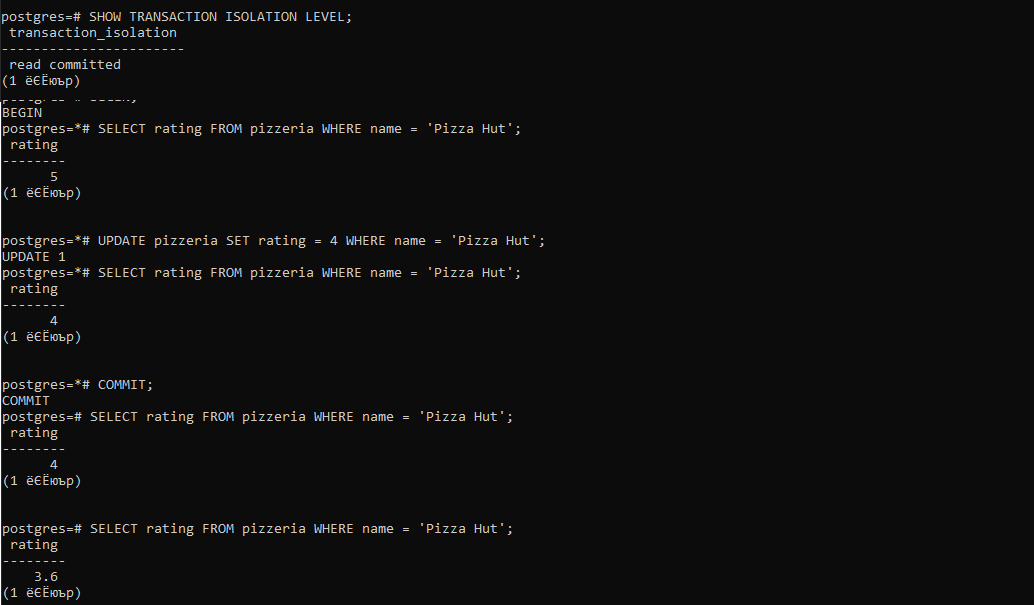 postgres=# SHOW TRANSACTION ISOLATION LEVEL;
transaction_isolation
-----------------------
read committed
(1 ёЄЁюър)
BEGIN
postgres=*# SELECT rating FROM pizzeria WHERE name = 'Pizza Hut';
rating
--------
5
(1 ёЄЁюър)
postgres=*# UPDATE pizzeria SET rating = 4 WHERE name = 'Pizza Hut';
UPDATE 1
postgres=*# SELECT rating FROM pizzeria WHERE name = 'Pizza Hut';
rating
--------
4
(1 ёЄЁюър)
postgres=*# COMMIT;
COMMIT
postgres=# SELECT rating FROM pizzeria WHERE name = 'Pizza Hut';
rating
--------
4
(1 ёЄЁюър)
postgres=# SELECT rating FROM pizzeria WHERE name = 'Pizza Hut';
rating
--------
3.6
(1 ёЄЁюър)